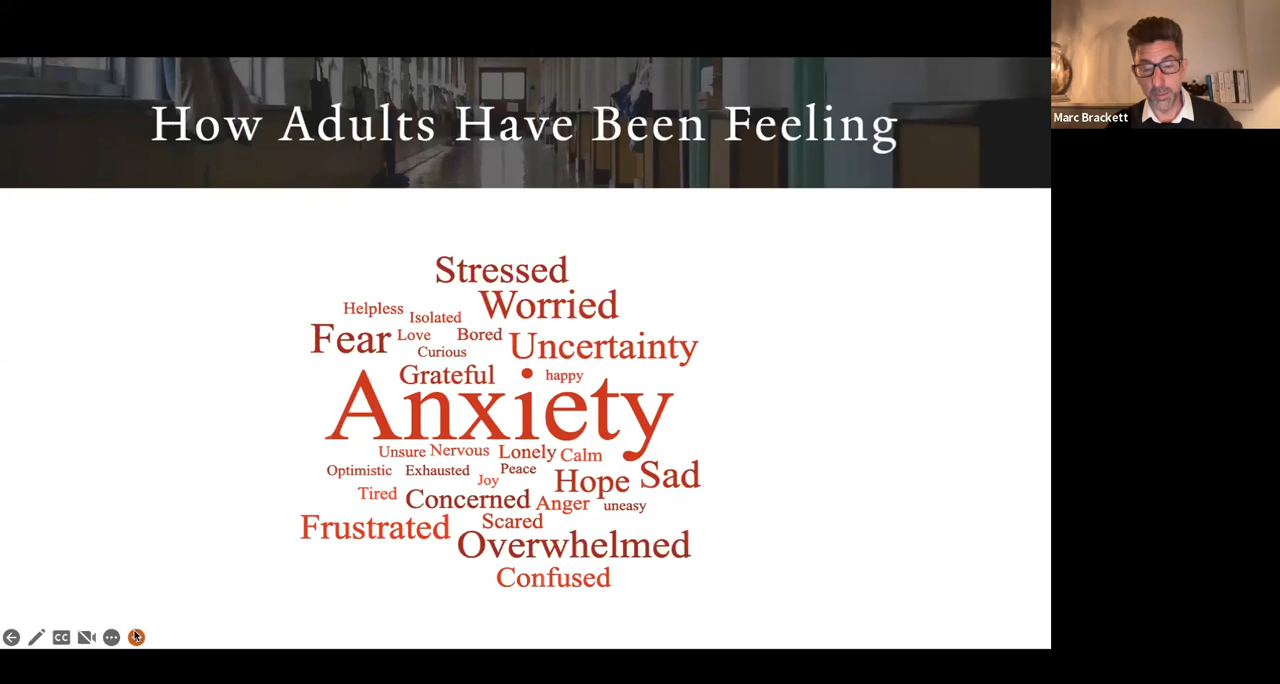 How Adults Have Been Feeling
Marc Brackett
Stressed
Helpless Isolated Worried
Fear Love Bored Uncertainty
Curious
Grateful happy
Anxiety
Unsure Nervous Lonely Calm
Optimistic Exhausted Joy Peace Hope Sad
Tired Concerned Anger uneasy
Frustrated Scared
Overwhelmed
Confused
CC